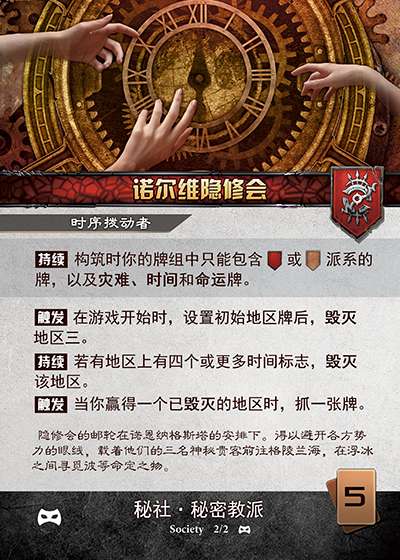 诺尔维隐修会
时序拨动者
持续 构筑时你的牌组中只能包含 或 派系的
牌，以及灾难、时间和命运牌。
触发 在游戏开始时，设置初始地区牌后，毁灭
地区三。
持续 若有地区上有四个或更多时间标志，毁灭
该地区。
触发 当你赢得一个已毁灭的地区时，抓一张牌。
隐修会的邮轮在诺恩纳格斯塔的安排下。得以避开各方势
力的眼线，载着他们的三名神秘贵客前往格陵兰海，在浮冰
之间寻觅彼等命定之物。
5
秘社·秘密教派
Society 2/2